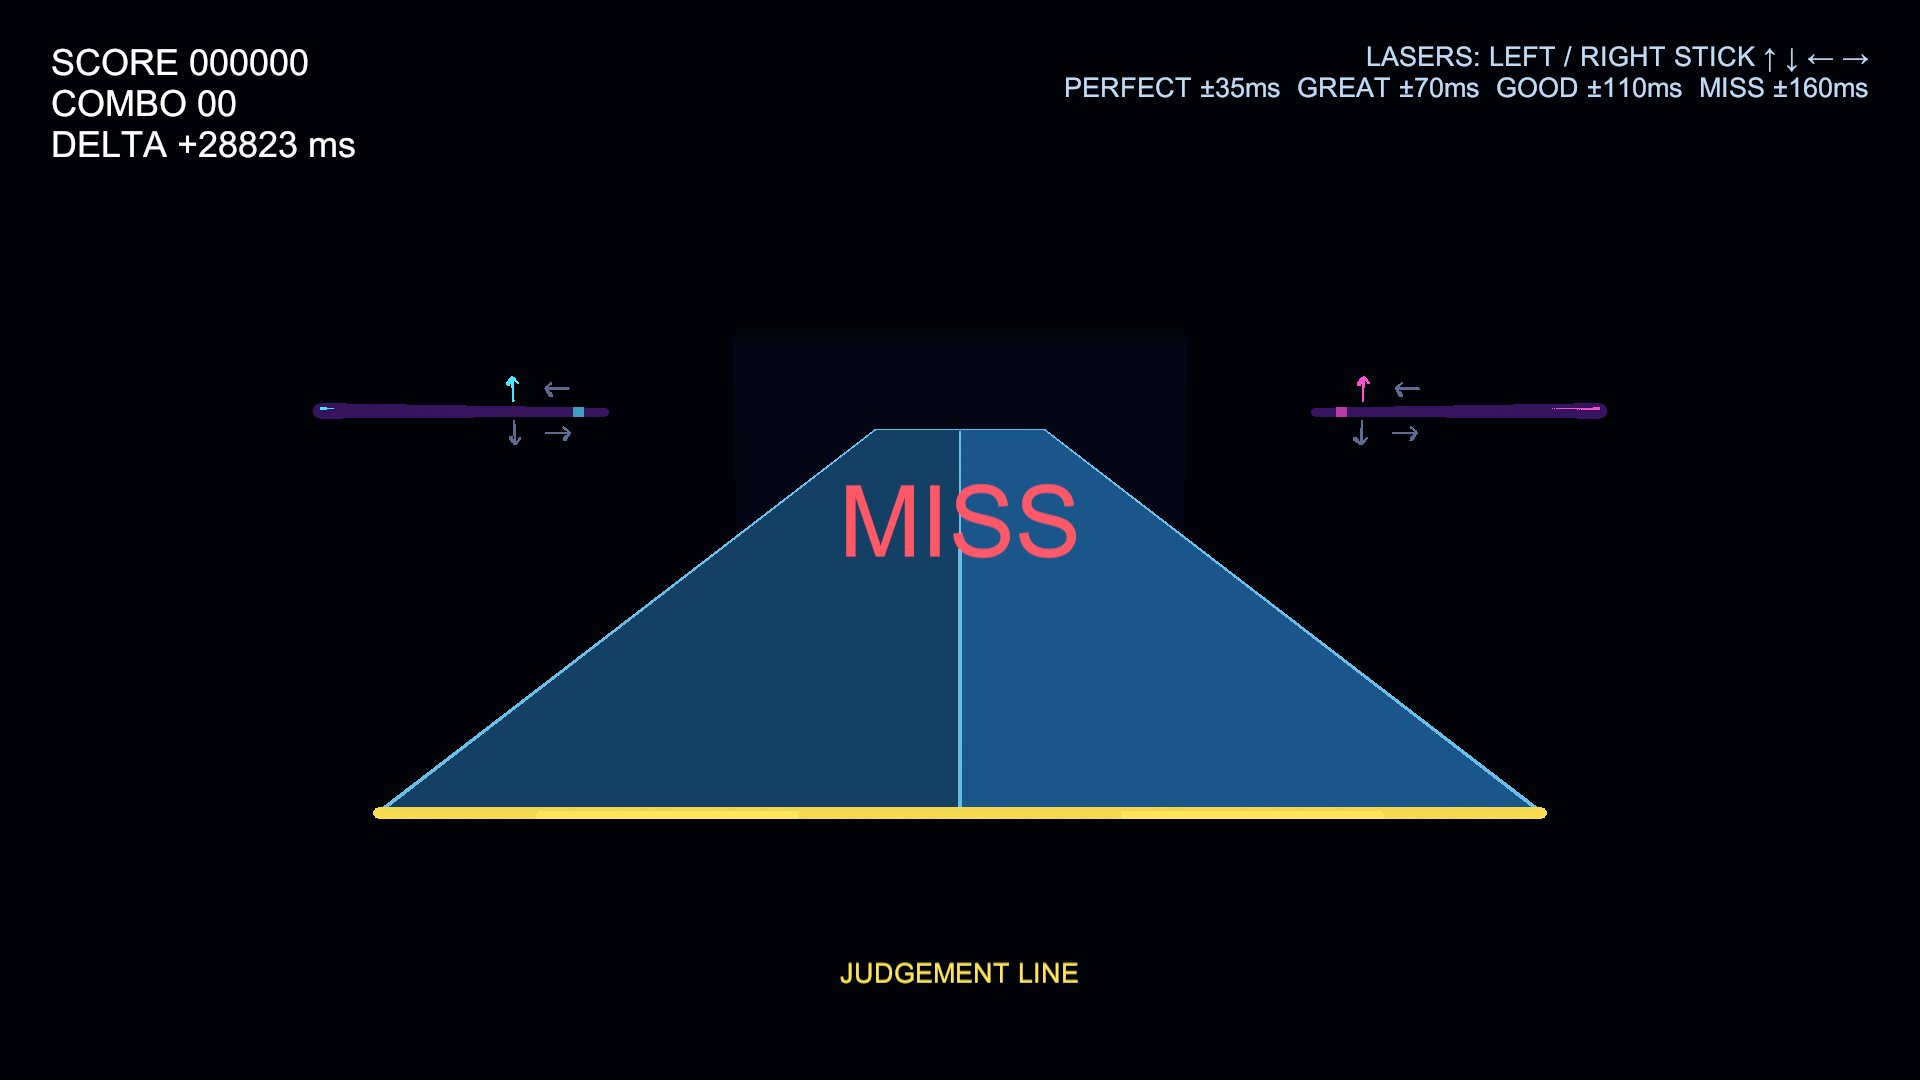 SCORE 000000
COMBO 00
DELTA +28823 ms
LASERS: LEFT / RIGHT STICK ↑ ↓ ← →
PERFECT ±35ms  GREAT ±70ms  GOOD ±110ms  MISS ±160ms
↑ ←
↓ →
↑ ←
↓ →
MISS
JUDGEMENT LINE